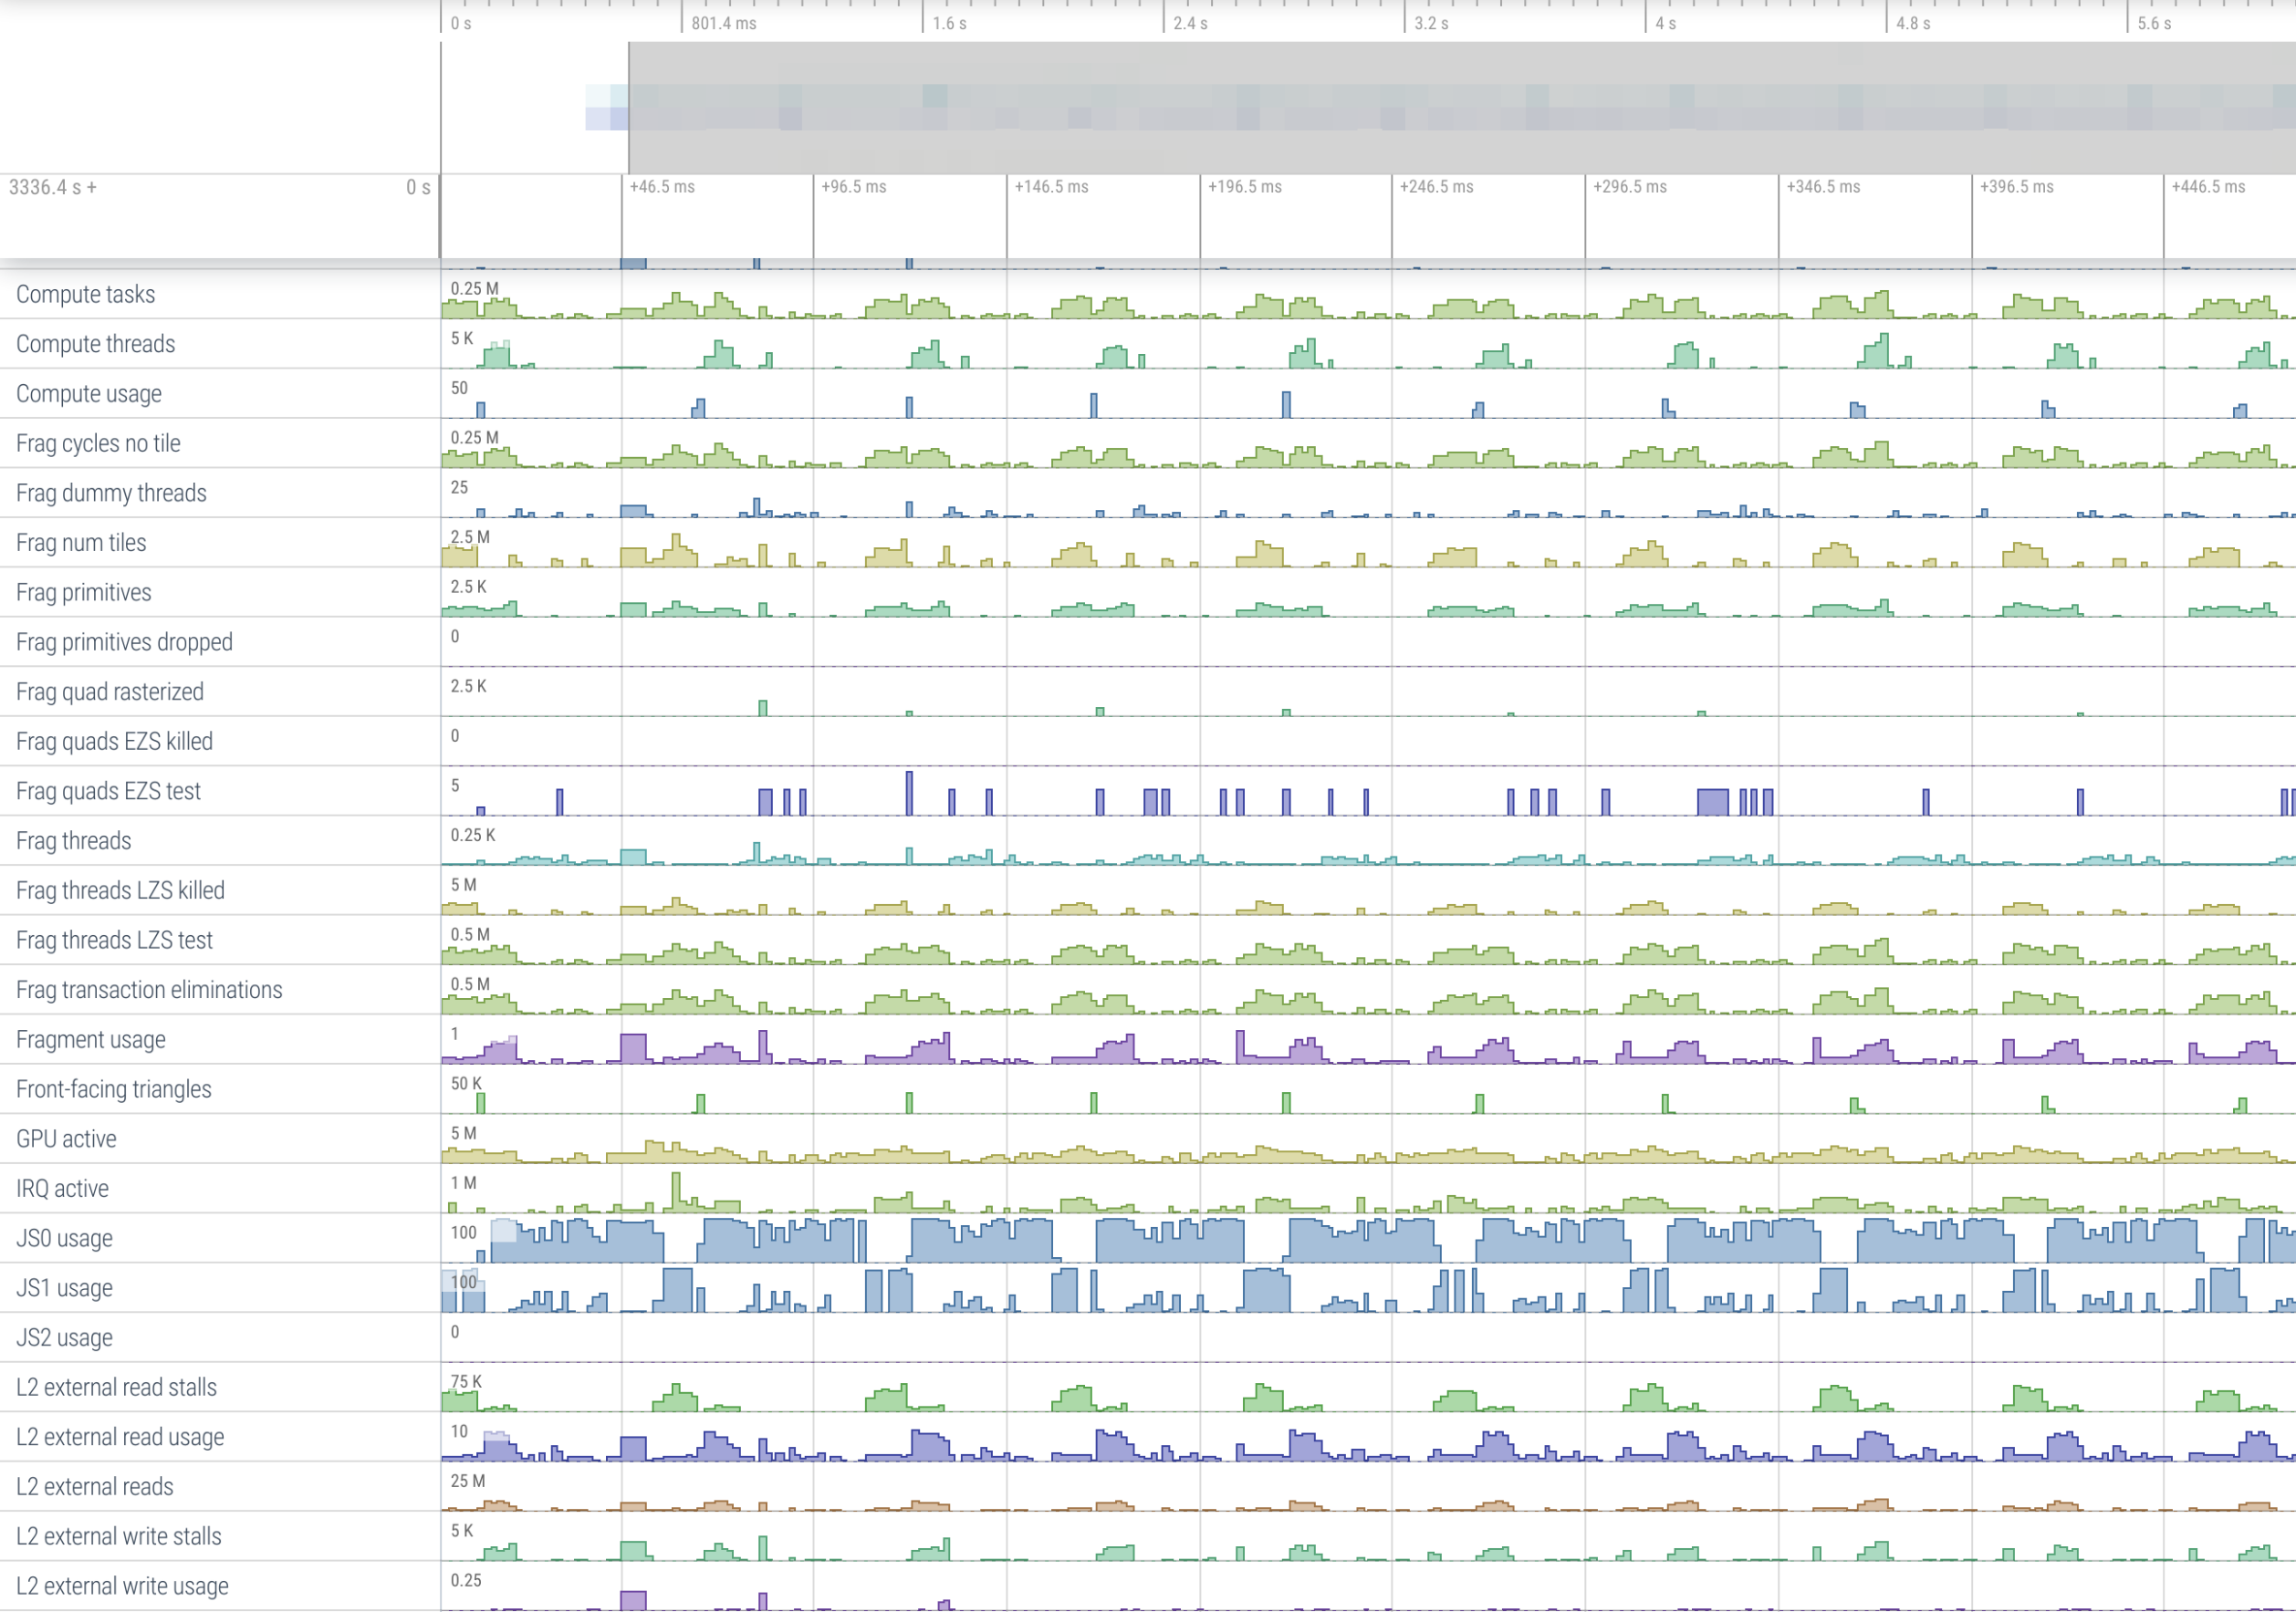 0 s 801.4 ms 1.6 s 2.4 s 3.2 s 4 s 4.8 s 5.6 s
3336.4 s + 0 s +46.5 ms +96.5 ms +146.5 ms +196.5 ms +246.5 ms +296.5 ms +346.5 ms +396.5 ms +446.5 ms
Compute tasks 0.25 M
Compute threads 5 K
Compute usage 50
Frag cycles no tile 0.25 M
Frag dummy threads 25
Frag num tiles 2.5 M
Frag primitives 2.5 K
Frag primitives dropped 0
Frag quad rasterized 2.5 K
Frag quads EZS killed 0
Frag quads EZS test 5
Frag threads 0.25 K
Frag threads LZS killed 5 M
Frag threads LZS test 0.5 M
Frag transaction eliminations 0.5 M
Fragment usage 1
Front-facing triangles 50 K
GPU active 5 M
IRQ active 1 M
JS0 usage 100
JS1 usage 100
JS2 usage 0
L2 external read stalls 75 K
L2 external read usage 10
L2 external reads 25 M
L2 external write stalls 5 K
L2 external write usage 0.25